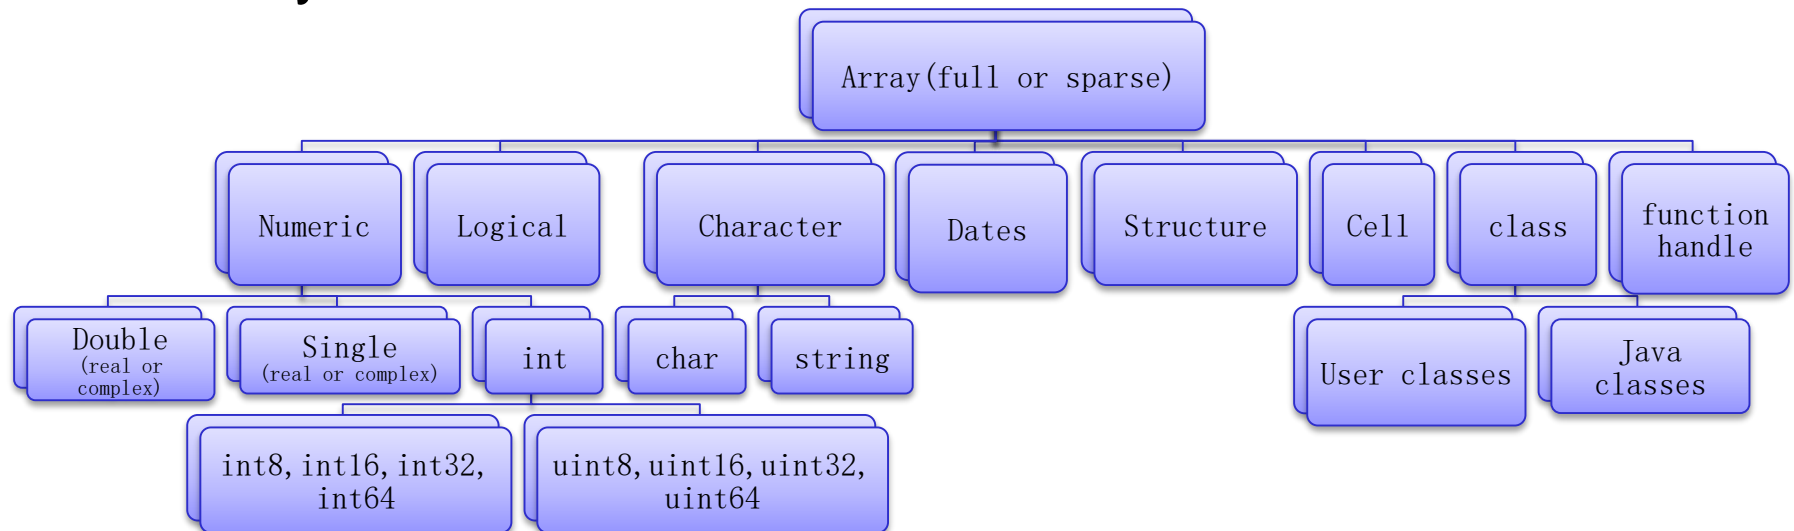 Array(full or sparse)
Numeric
Logical
Character
Dates
Structure
Cell
class
function
handle
Double
(real or
complex)
Single
(real or complex)
int
char
string
User classes
Java
classes
int8, int16, int32,
int64
uint8, uint16, uint32,
uint64